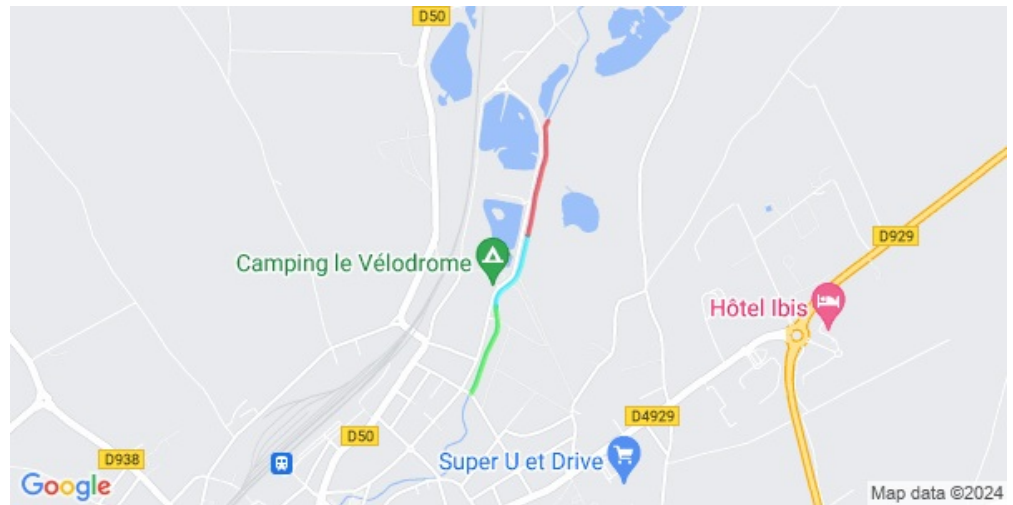 D50
D929
Camping le Vélodrome
Hôtel Ibis
D4929
D50
D938
Super U et Drive
Google
Map data ©2024